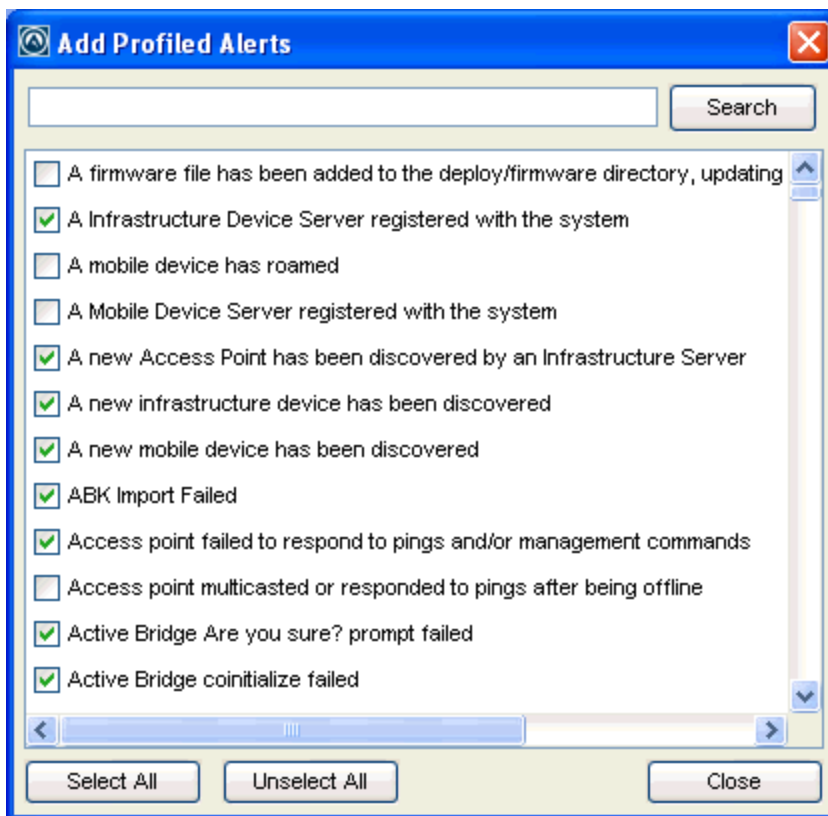 Add Profiled Alerts
Search
A firmware file has been added to the deploy/firmware directory, updating
A Infrastructure Device Server registered with the system
A mobile device has roamed
A Mobile Device Server registered with the system
A new Access Point has been discovered by an Infrastructure Server
A new infrastructure device has been discovered
A new mobile device has been discovered
ABK Import Failed
Access point failed to respond to pings and/or management commands
Access point multicasted or responded to pings after being offline
Active Bridge Are you sure? prompt failed
Active Bridge coinitialize failed
Select All Unselect All Close